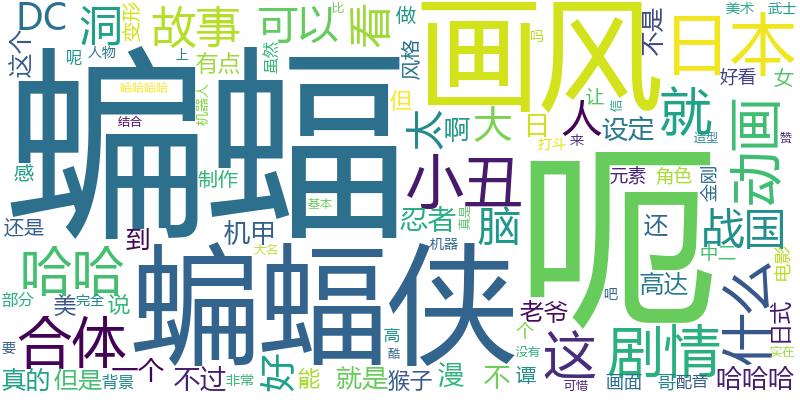 DC
洞
变形
故事
可以
看
比
做
风格
画风
不是
美术
武士
日本
这个
呢
人物
上
有点
虽然
吗
好看
女
哈哈哈哈
机器人
但
让
蝙蝠
结合
太
哥
大
日
人
设定
就
信
来
造型
赞
动画
打斗
感
制作
小丑
呃
元素
角色
金刚
基本
还是
到
机甲
忍者
真是
脑
还
战国
中二
哈哈
大名
蝙蝠侠
机器
高达
什么
电影
日式
部分
美
完全
说
老爷
吧
要
合体
一个
高
酷
个
这
剧情
实在
没有
真的
但是
背景
不过
非常
好
能
就是
猴子
漫
不
谭
可惜
画面
哥
配音
哈哈哈